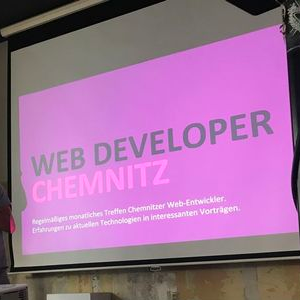 WEB DEVELOPER
CHEMNITZ
Regelmäßiges monatliches Treffen Chemnitzer Web-Entwickler.
Erfahrungen zu aktuellen Technologien in interessanten Vorträgen.